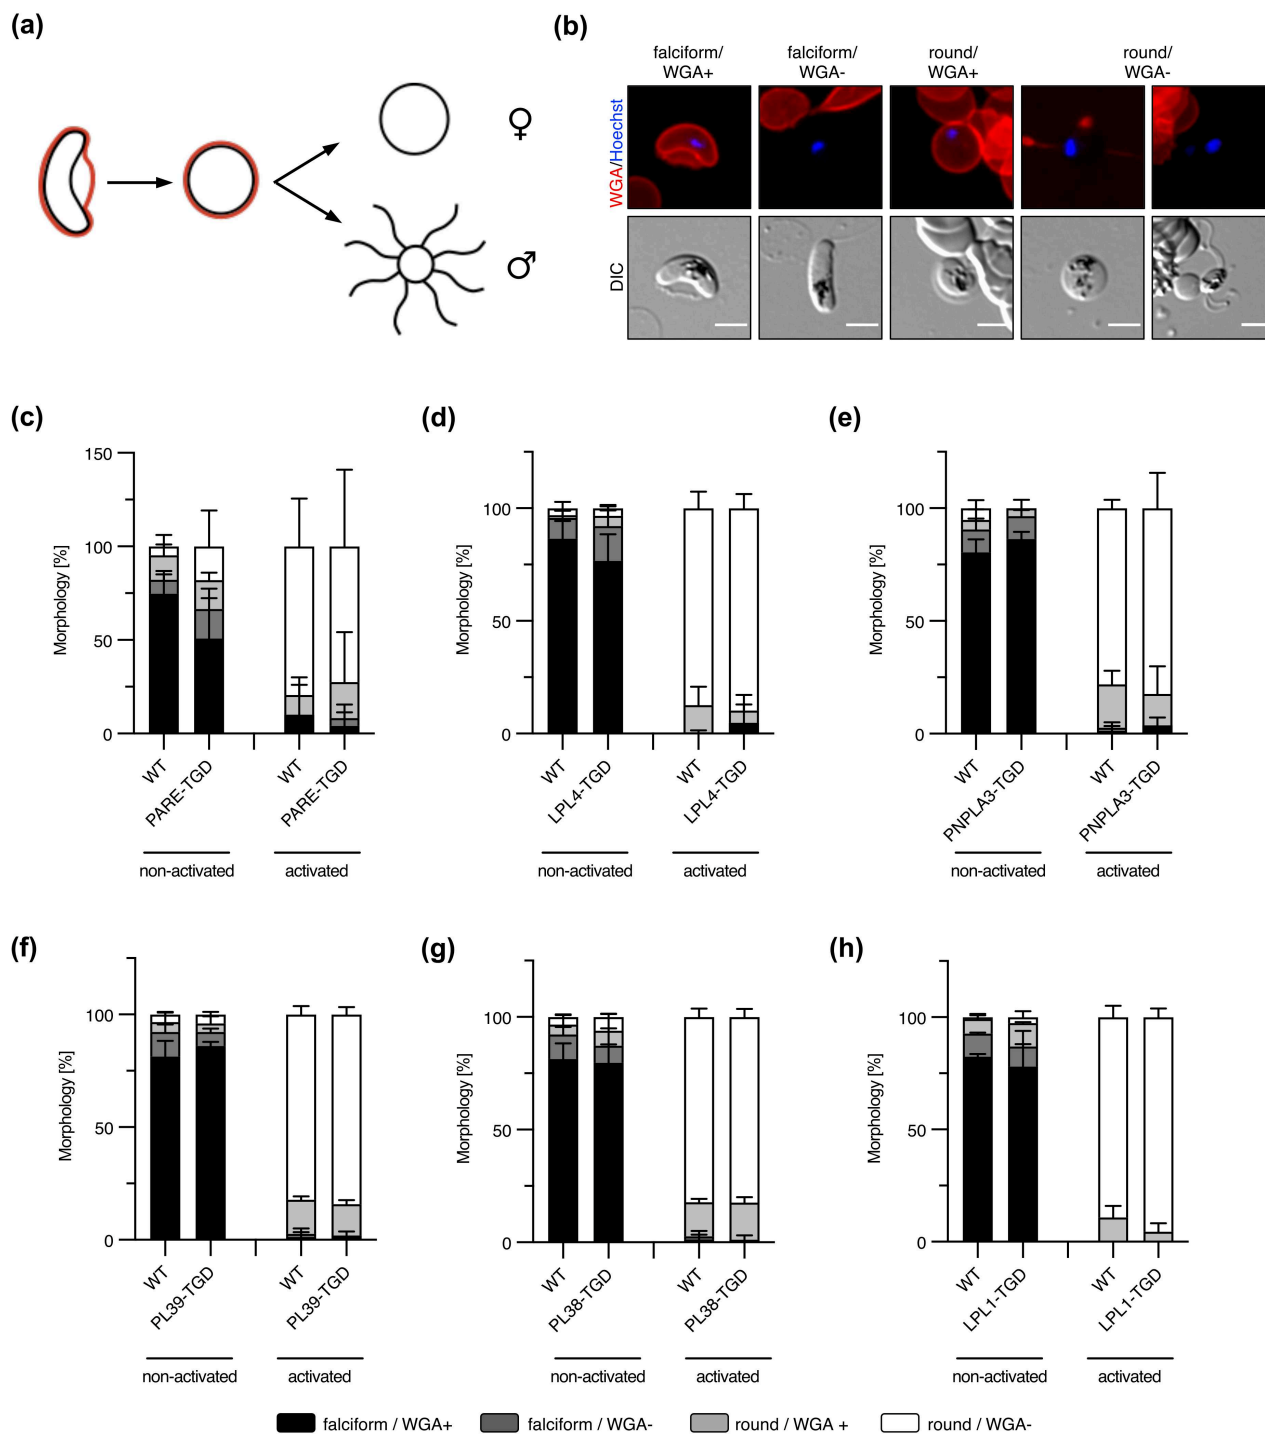 (a)
♀
♂
(b)
falciform/
WGA+
falciform/
WGA-
round/
WGA+
round/
WGA-
WGA/Hoechst
DIC
(c)
Morphology [%]
150
100
50
0
WT
PARE-TGD
WT
PARE-TGD
non-activated
activated
(d)
Morphology [%]
100
50
0
WT
LPL4-TGD
WT
LPL4-TGD
non-activated
activated
(e)
Morphology [%]
100
50
0
WT
PNPLA3-TGD
WT
PNPLA3-TGD
non-activated
activated
(f)
Morphology [%]
100
50
0
WT
PL39-TGD
WT
PL39-TGD
non-activated
activated
(g)
Morphology [%]
100
50
0
WT
PL38-TGD
WT
PL38-TGD
non-activated
activated
(h)
Morphology [%]
100
50
0
WT
LPL1-TGD
WT
LPL1-TGD
non-activated
activated
falciform / WGA+
falciform / WGA-
round / WGA +
round / WGA-